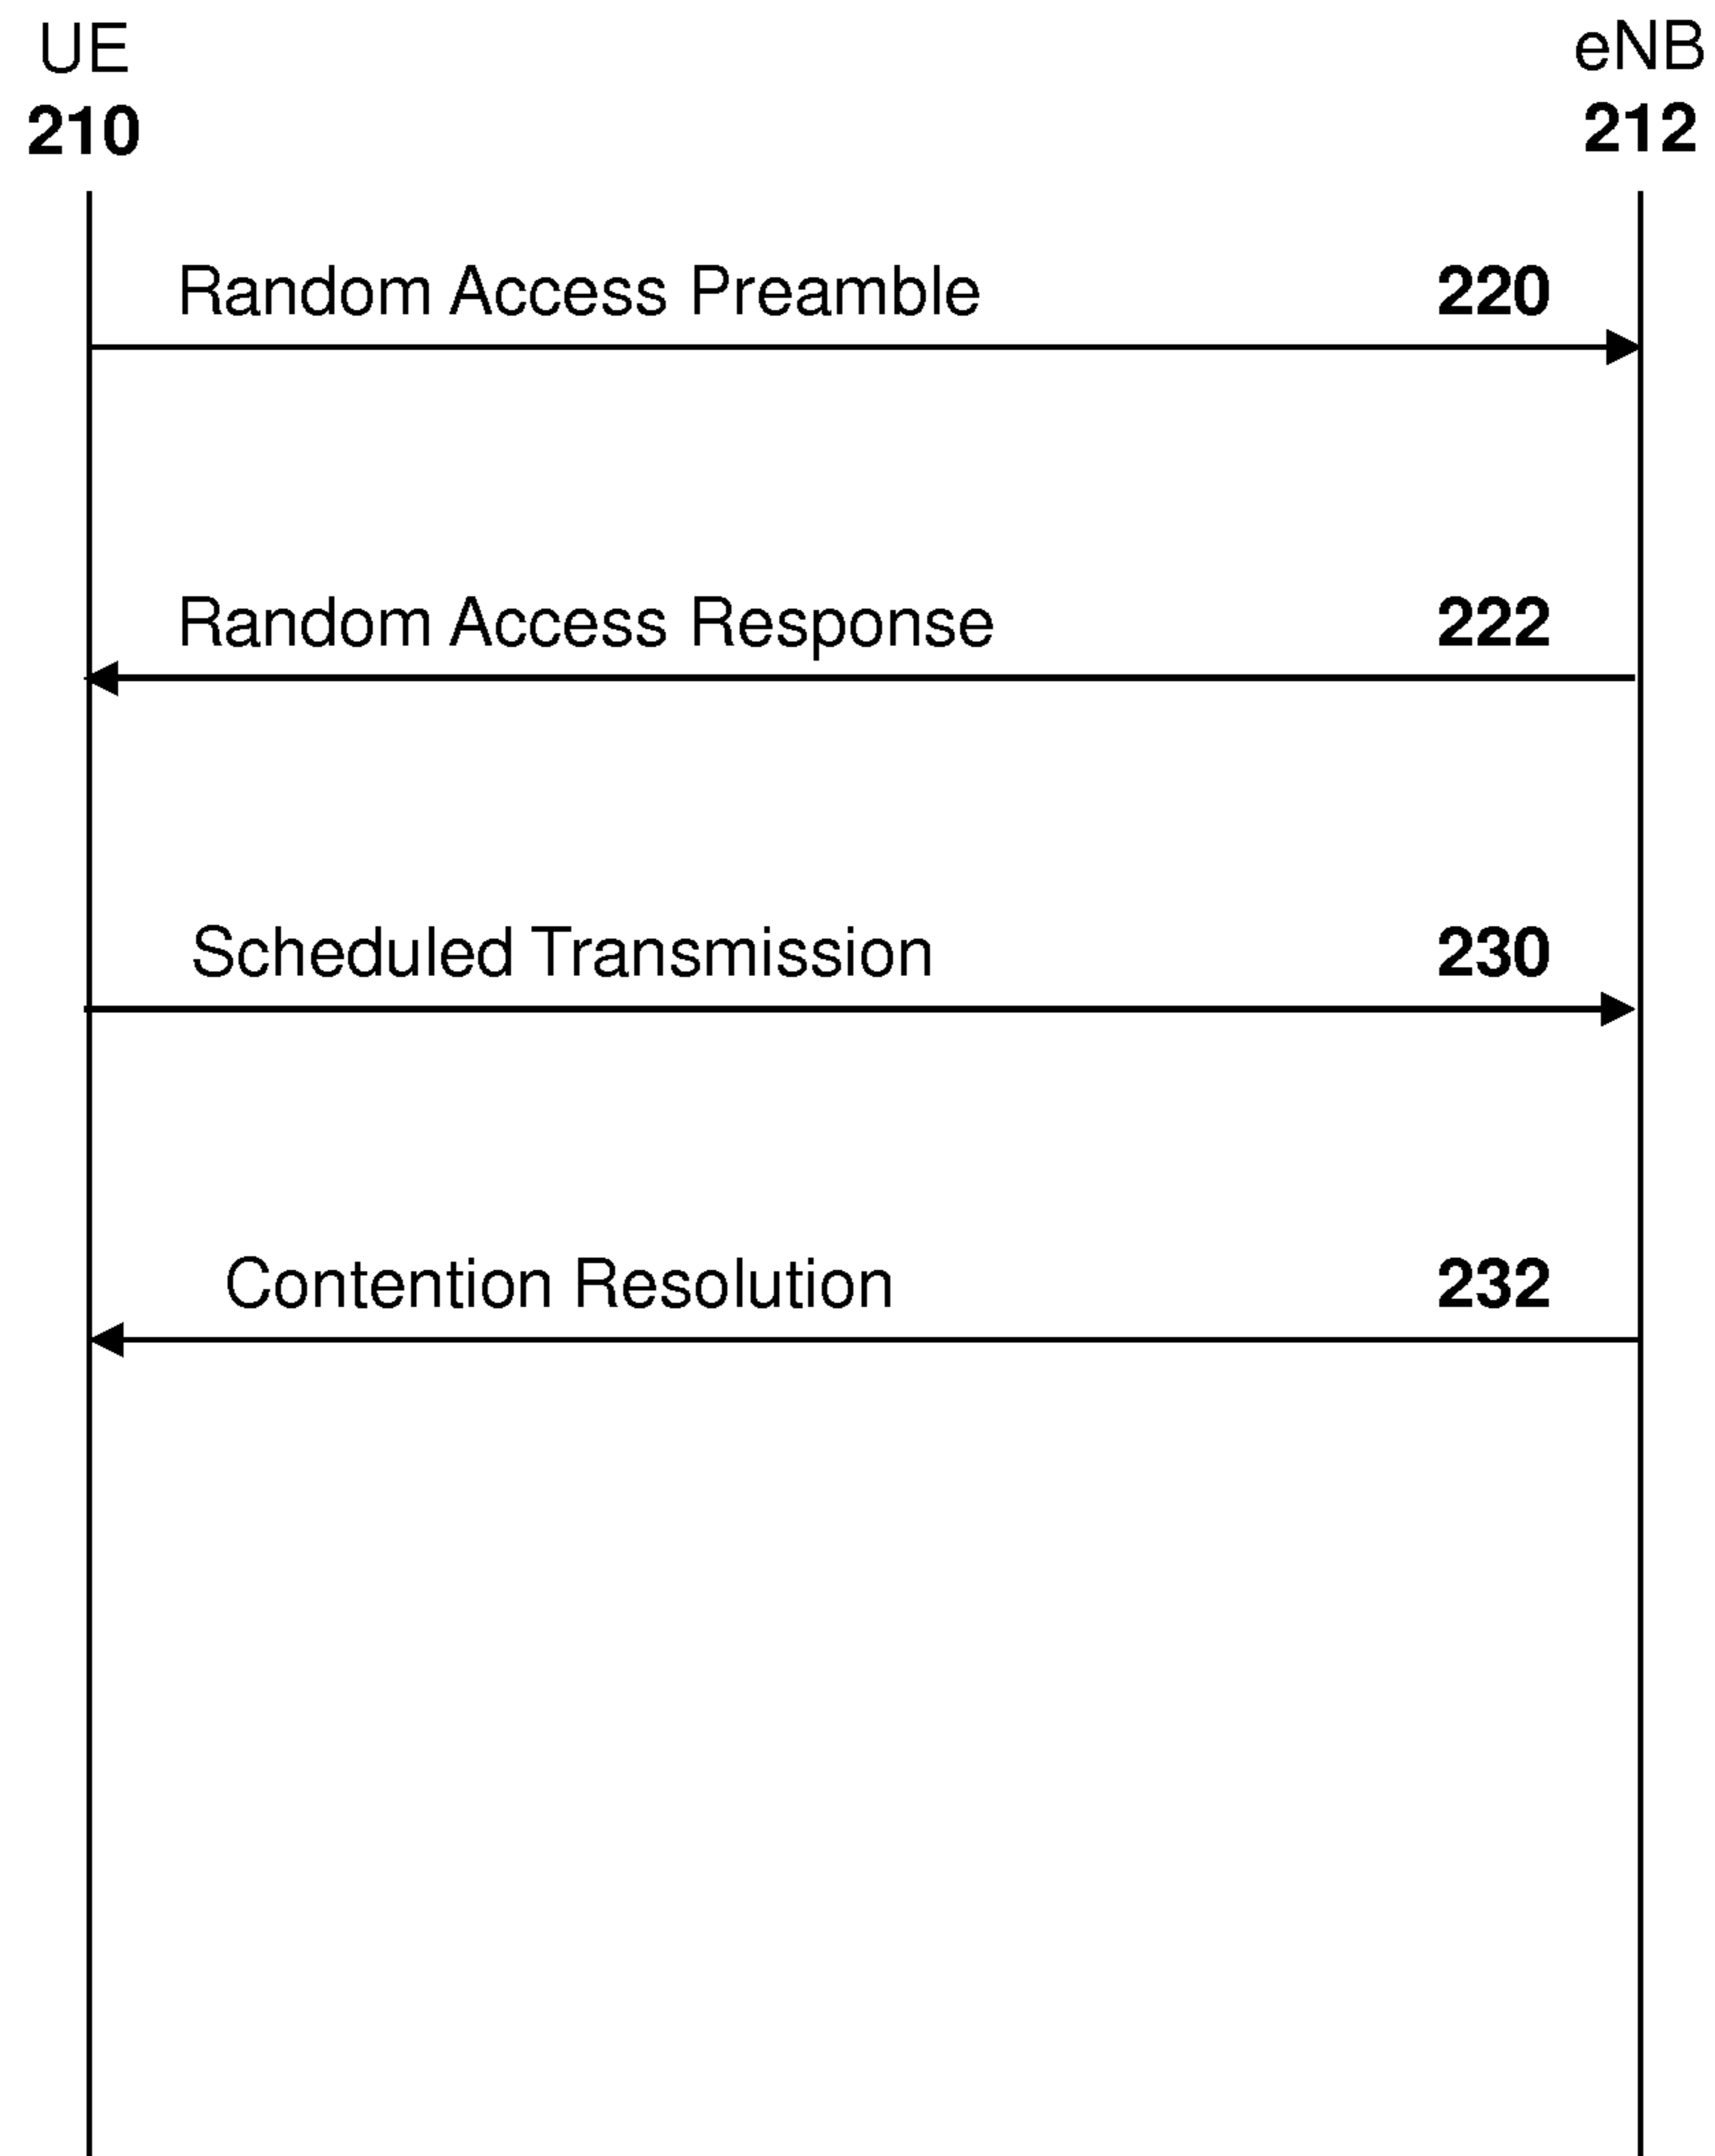 UE
210
eNB
212
Random Access Preamble 220
Random Access Response 222
Scheduled Transmission 230
Contention Resolution 232